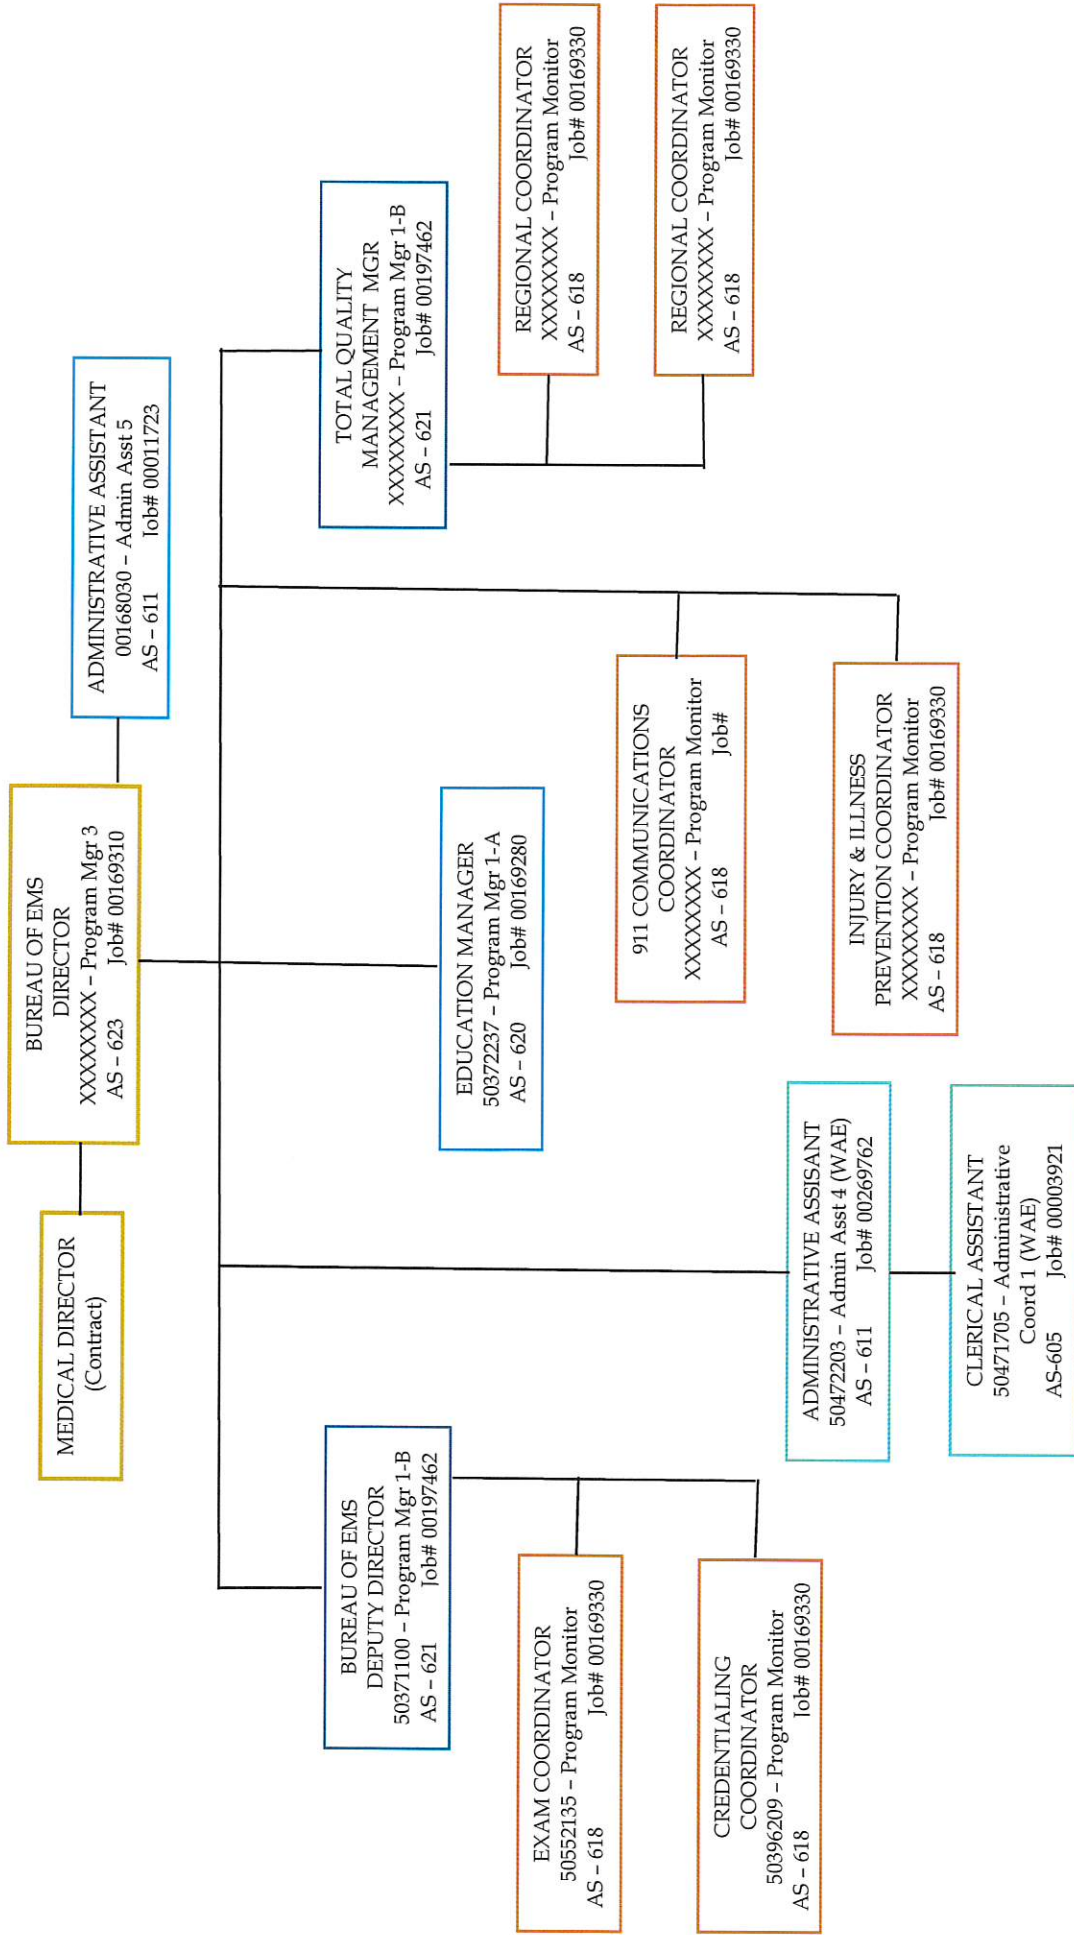 BUREAU OF EMS
DIRECTOR
XXXXXXXX – Program Mgr 3
AS – 623 Job# 00169310
MEDICAL DIRECTOR
(Contract)
ADMINISTRATIVE ASSISTANT
00168030 – Admin Asst 5
AS – 611 Job# 00011723
BUREAU OF EMS
DEPUTY DIRECTOR
50371100 – Program Mgr 1-B
AS – 621 Job# 00197462
EXAM COORDINATOR
50552135 – Program Monitor
AS – 618 Job# 00169330
CREDENTIALING
COORDINATOR
50396209 – Program Monitor
AS – 618 Job# 00169330
ADMINISTRATIVE ASSISANT
50472203 – Admin Asst 4 (WAE)
AS – 611 Job# 00269762
CLERICAL ASSISTANT
50471705 – Administrative
Coord 1 (WAE)
AS-605 Job# 00003921
EDUCATION MANAGER
50372237 – Program Mgr 1-A
AS – 620 Job# 00169280
911 COMMUNICATIONS
COORDINATOR
XXXXXXXX – Program Monitor
AS – 618 Job#
INJURY & ILLNESS
PREVENTION COORDINATOR
XXXXXXXX – Program Monitor
AS – 618 Job# 00169330
TOTAL QUALITY
MANAGEMENT MGR
XXXXXXXX – Program Mgr 1-B
AS – 621 Job# 00197462
REGIONAL COORDINATOR
XXXXXXXX – Program Monitor
AS – 618 Job# 00169330
REGIONAL COORDINATOR
XXXXXXXX – Program Monitor
AS – 618 Job# 00169330